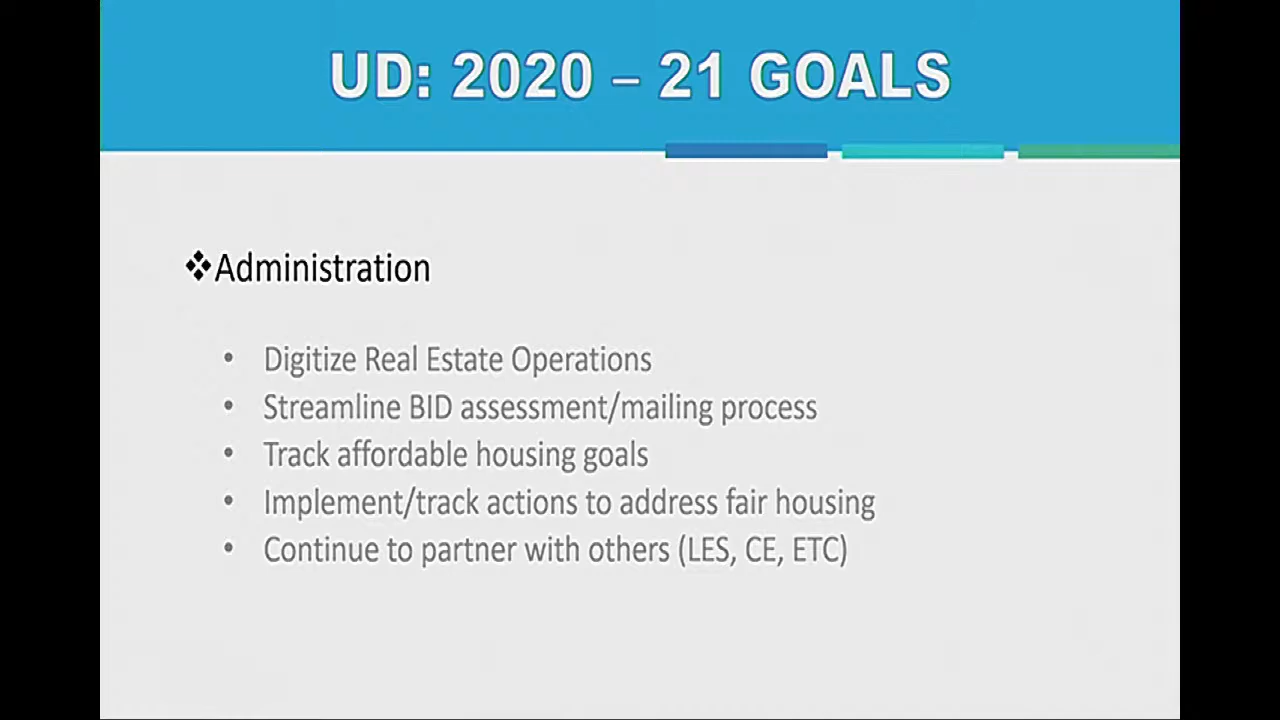 UD: 2020 – 21 GOALS
❖Administration
• Digitize Real Estate Operations
• Streamline BID assessment/mailing process
• Track affordable housing goals
• Implement/track actions to address fair housing
• Continue to partner with others (LES, CE, ETC)